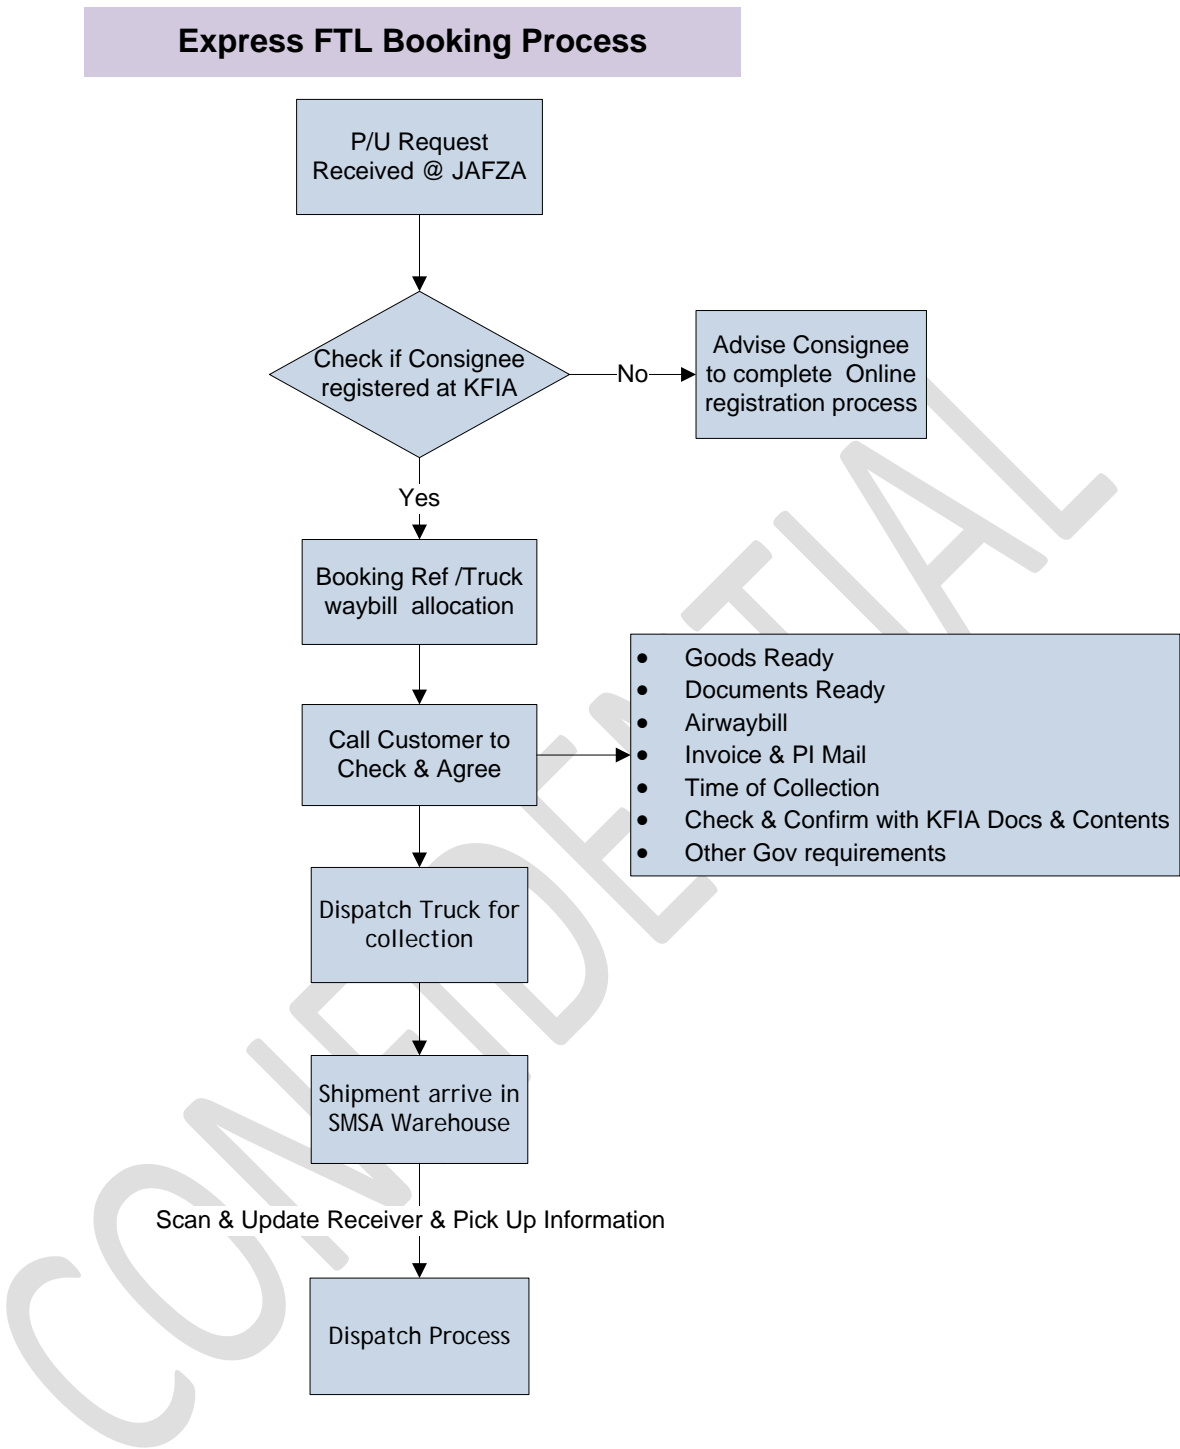 Express FTL Booking Process
P/U Request
Received @ JAFZA
Check if Consignee
registered at KFIA
No
Advise Consignee
to complete  Online
registration process
Yes
Booking Ref /Truck
waybill  allocation
Call Customer to
Check & Agree
• Goods Ready
• Documents Ready
• Airwaybill
• Invoice & PI Mail
• Time of Collection
• Check & Confirm with KFIA Docs & Contents
• Other Gov requirements
Dispatch Truck for
collection
Shipment arrive in
SMSA Warehouse
Scan & Update Receiver & Pick Up Information
Dispatch Process
CONFIDENTIAL